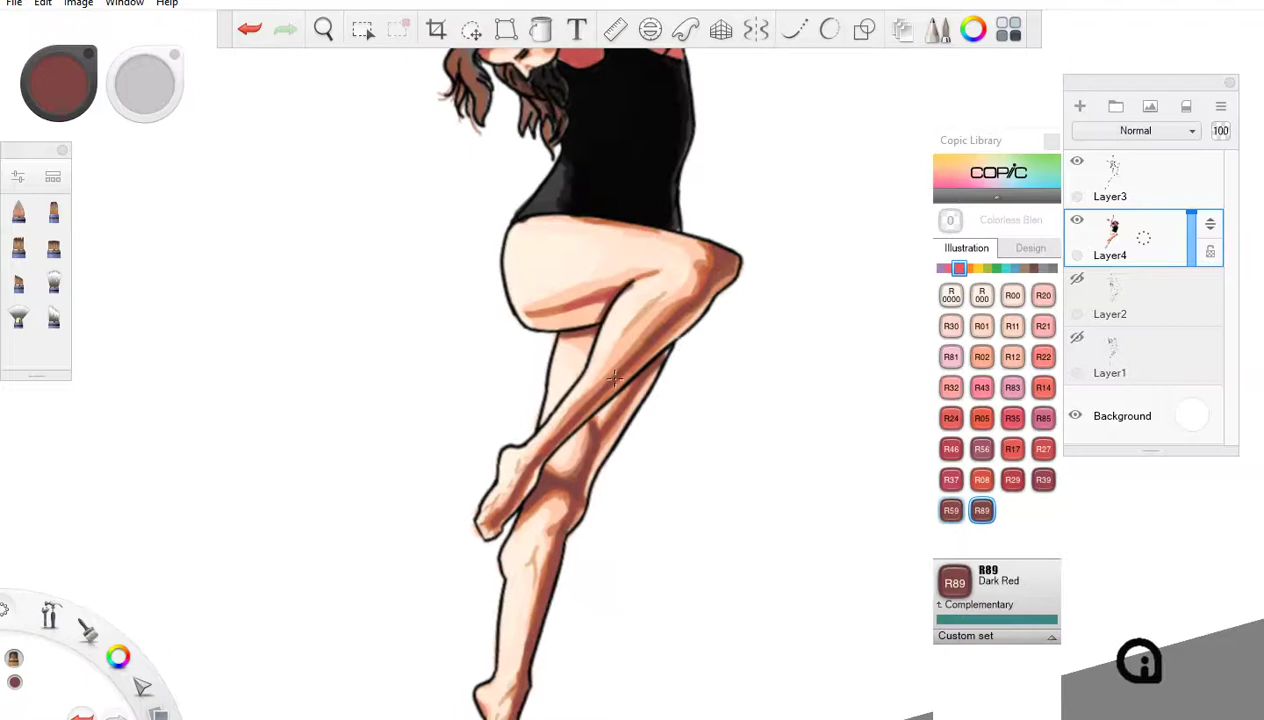 File Edit Image Window Help
T
Copic Library
COPIC
0 Colorless Blen
Illustration Design
R0000 R000 R00 R20
R30 R01 R11 R21
R81 R02 R12 R22
R32 R43 R83 R14
R24 R05 R35 R85
R46 R56 R17 R27
R37 R08 R29 R39
R59 R89
R89
R89
Dark Red
Complementary
Custom set
Normal 100
Layer3
Layer4
Layer2
Layer1
Background